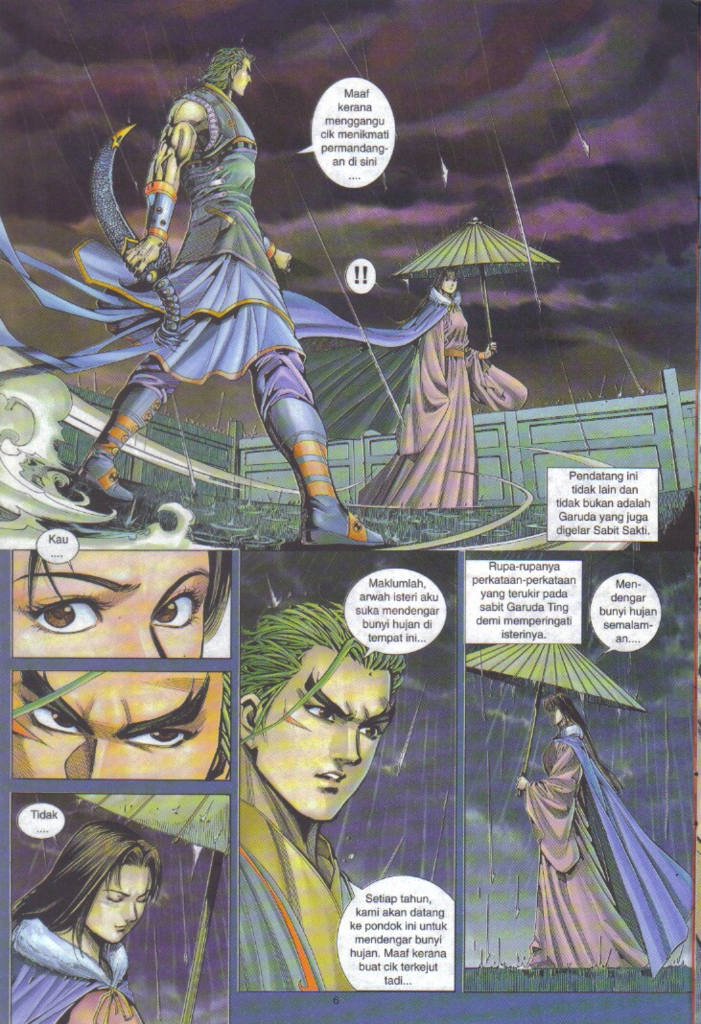 Maaf
kerana
menggangu
cik menikmati
permandang-
an di sini
....
!!
Pendatang ini
tidak lain dan
tidak bukan adalah
Garuda yang juga
digelar Sabit Sakti.
Kau
....
Tidak
....
Maklumlah,
arwah isteri aku
suka mendengar
bunyi hujan di
tempat ini...
Setiap tahun,
kami akan datang
ke pondok ini untuk
mendengar bunyi
hujan. Maaf kerana
buat cik terkejut
tadi...
Rupa-rupanya
perkataan-perkataan
yang terukir pada
sabit Garuda Ting
demi memperingati
isterinya.
Men-
dengar
bunyi hujan
semalam-
an....
6